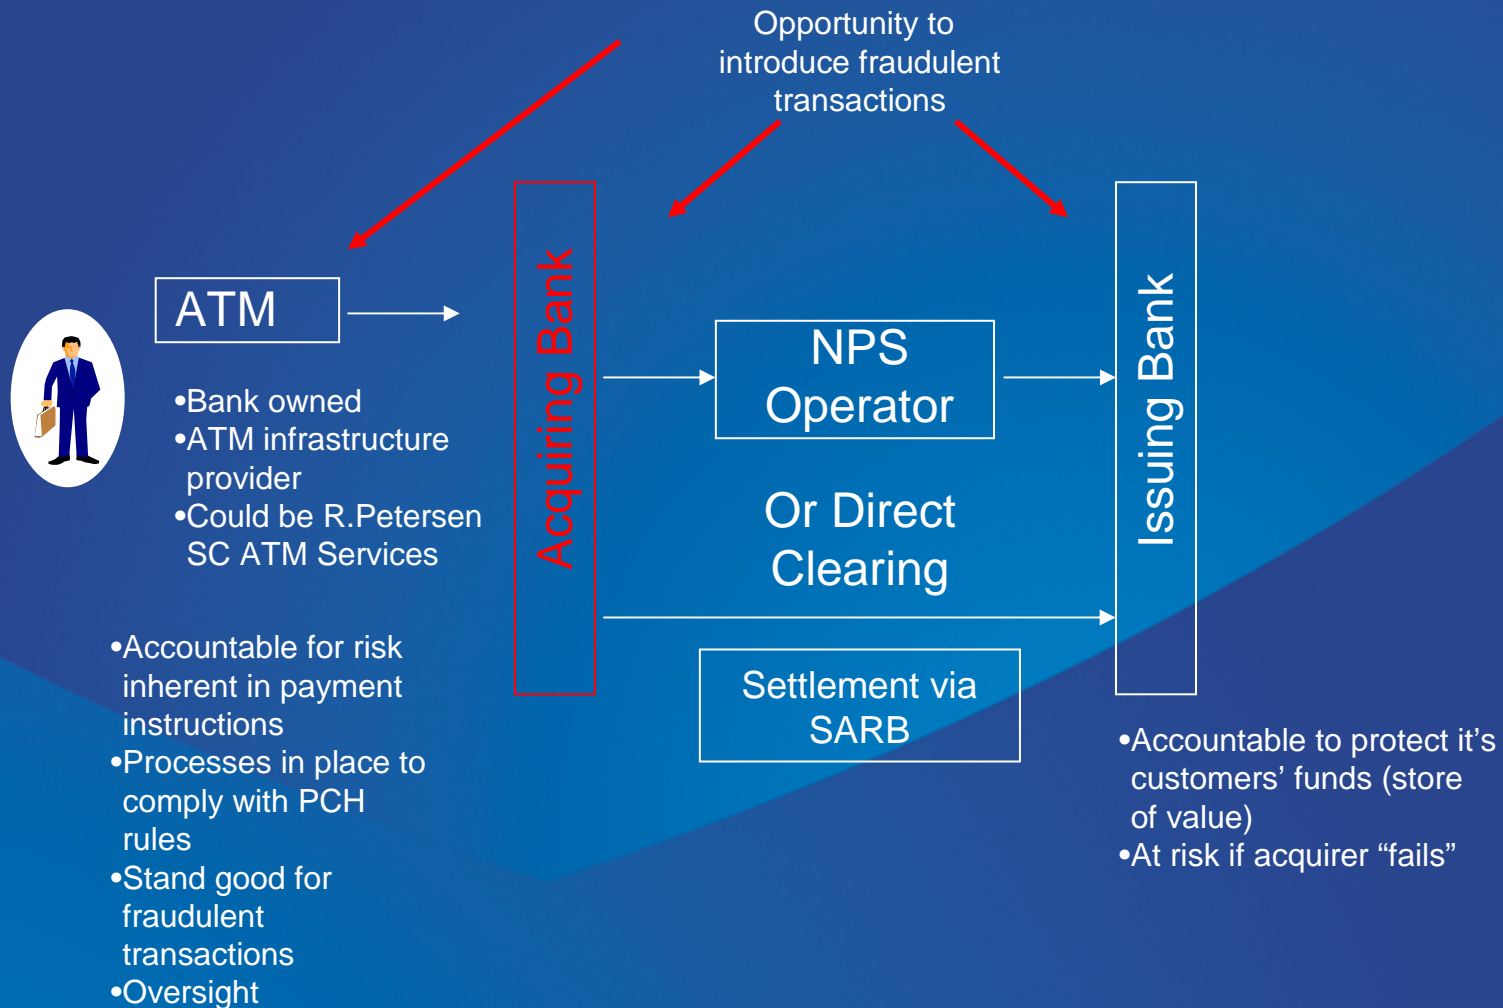 Opportunity to
introduce fraudulent
transactions
ATM
•Bank owned
•ATM infrastructure
provider
•Could be R.Petersen
SC ATM Services
•Accountable for risk
inherent in payment
instructions
•Processes in place to
comply with PCH
rules
•Stand good for
fraudulent
transactions
•Oversight
Acquiring Bank
NPS
Operator
Or Direct
Clearing
Settlement via
SARB
Issuing Bank
•Accountable to protect it’s
customers’ funds (store
of value)
•At risk if acquirer “fails”